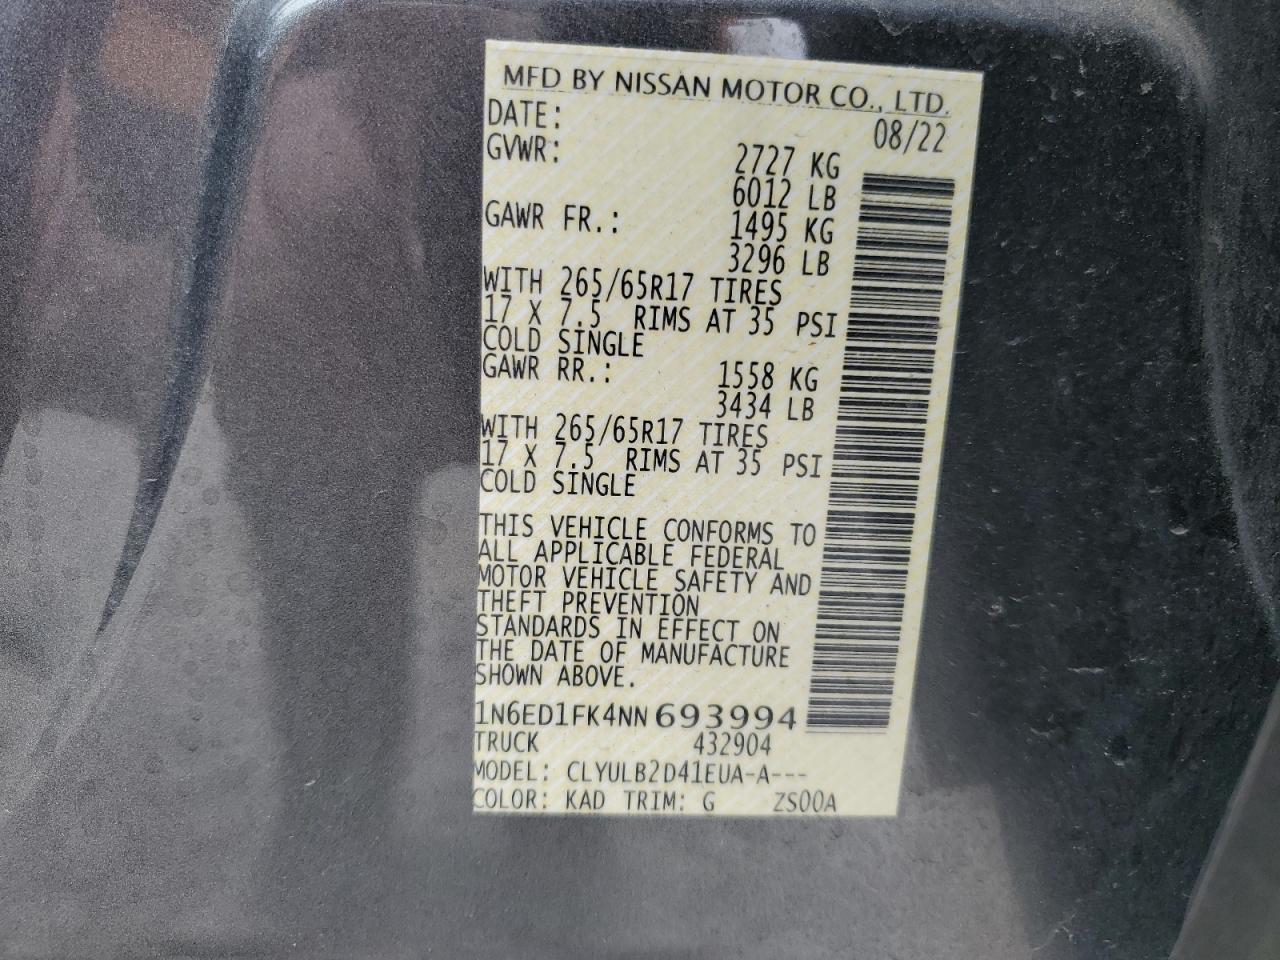 MFD BY NISSAN MOTOR CO., LTD.
DATE: 08/22
GVWR: 2727 KG
6012 LB
GAWR FR.: 1495 KG
3296 LB
WITH 265/65R17 TIRES
17 X 7.5 RIMS AT 35 PSI
COLD SINGLE
GAWR RR.: 1558 KG
3434 LB
WITH 265/65R17 TIRES
17 X 7.5 RIMS AT 35 PSI
COLD SINGLE
THIS VEHICLE CONFORMS TO
ALL APPLICABLE FEDERAL
MOTOR VEHICLE SAFETY AND
THEFT PREVENTION
STANDARDS IN EFFECT ON
THE DATE OF MANUFACTURE
SHOWN ABOVE.
1N6ED1FK4NN693994
TRUCK 432904
MODEL: CLYULB2D41EUA-A---
COLOR: KAD TRIM: G ZS00A